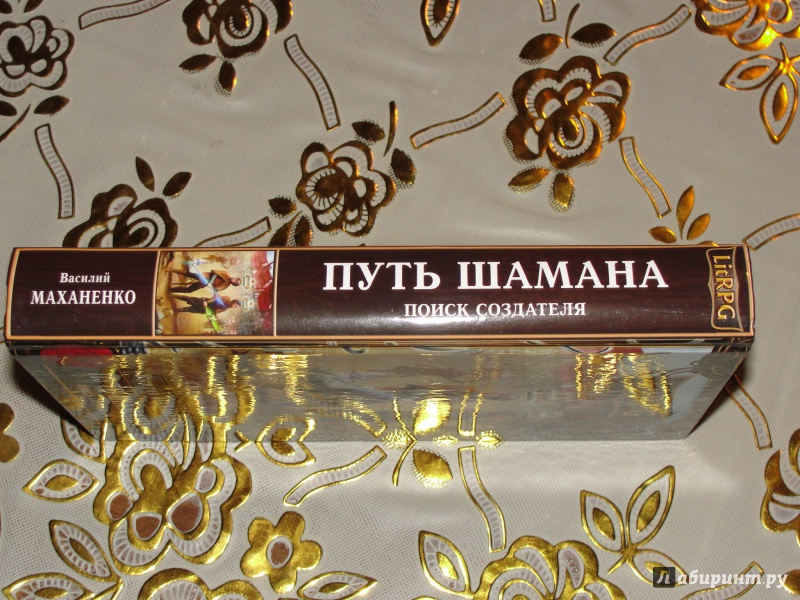 Василий
МАХАНЕНКО
ПУТЬ ШАМАНА
ПОИСК СОЗДАТЕЛЯ
LitRPG
Лабиринт.ру